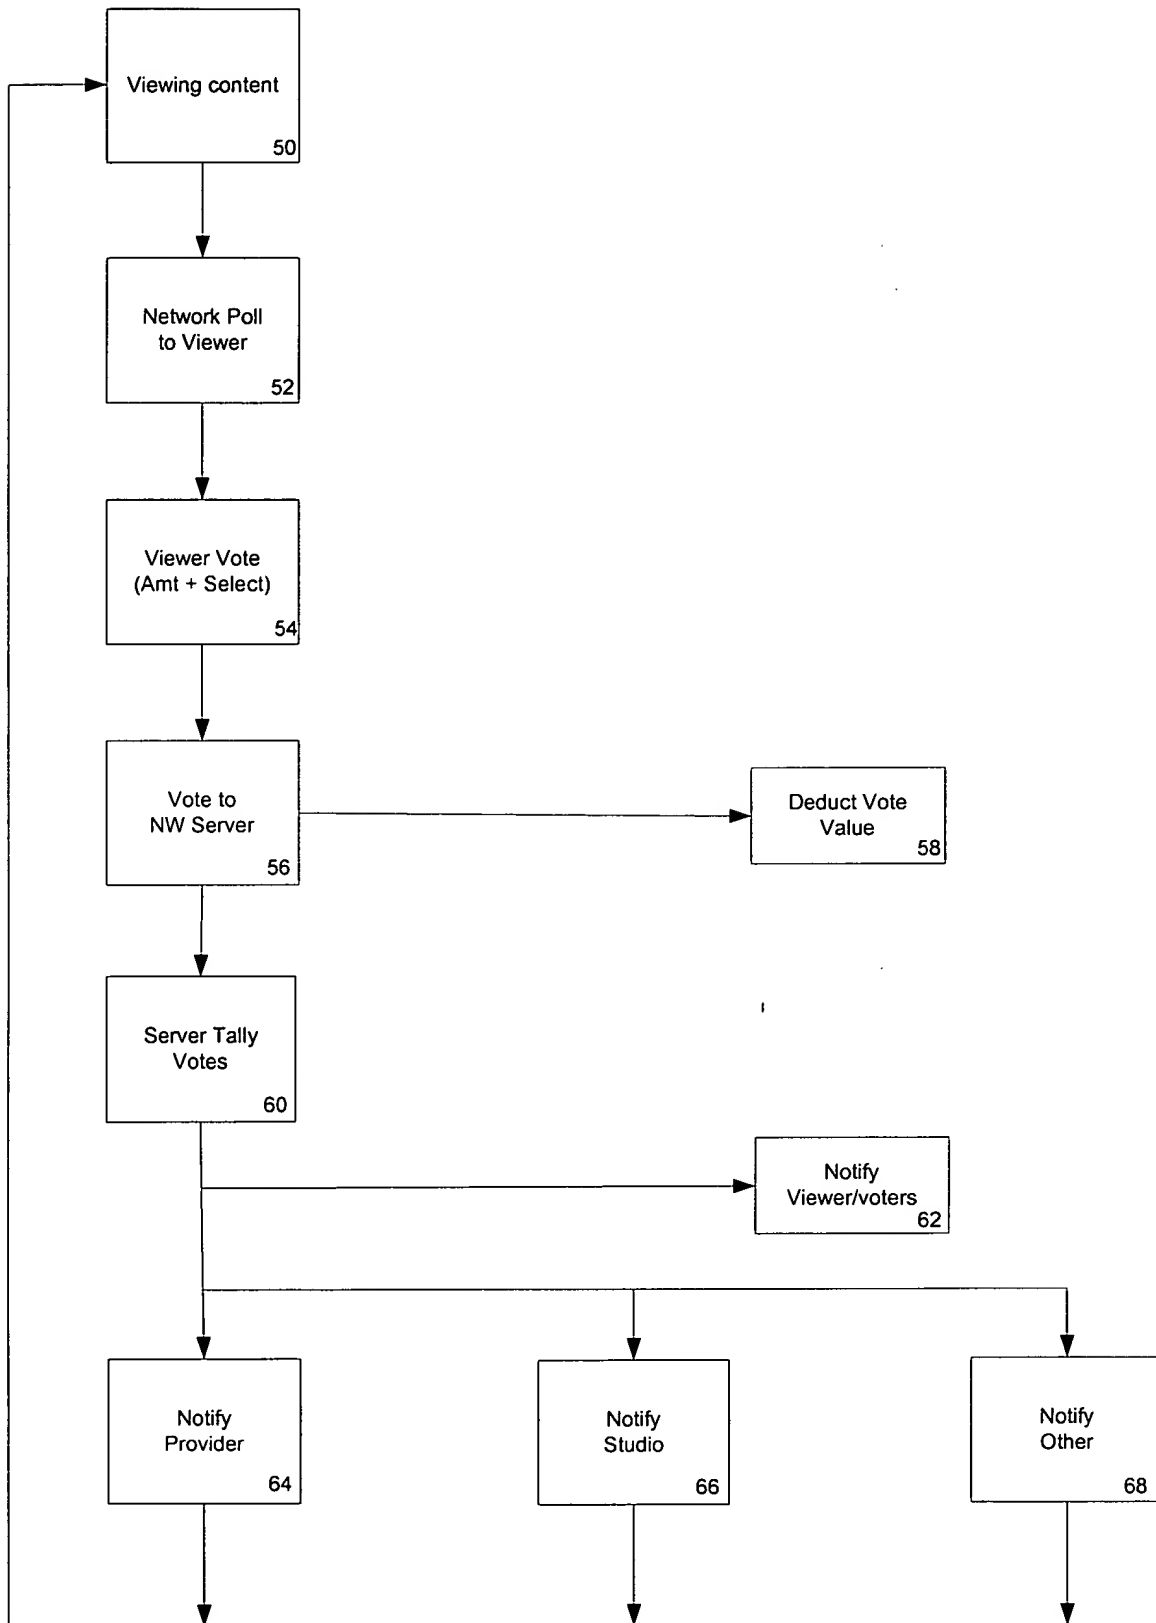 Viewing content
50
Network Poll
to Viewer
52
Viewer Vote
(Amt + Select)
54
Vote to
NW Server
56
Deduct Vote
Value
58
Server Tally
Votes
60
Notify
Viewer/voters
62
Notify
Provider
64
Notify
Studio
66
Notify
Other
68